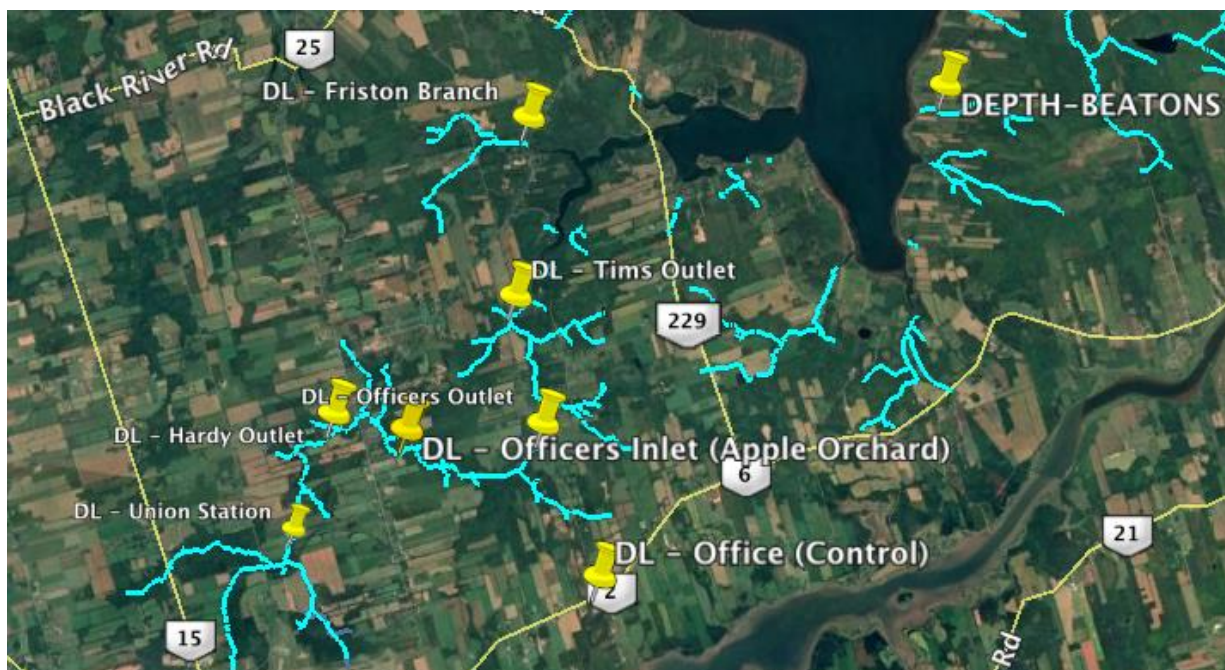 Rd
25
Black River Rd
DL – Friston Branch
DEPTH–BEATONS
DL – Tims Outlet
229
DL – Officers Outlet
DL – Hardy Outlet
DL – Officers Inlet (Apple Orchard)
6
DL – Union Station
21
DL – Office (Control)
2
15
Rd